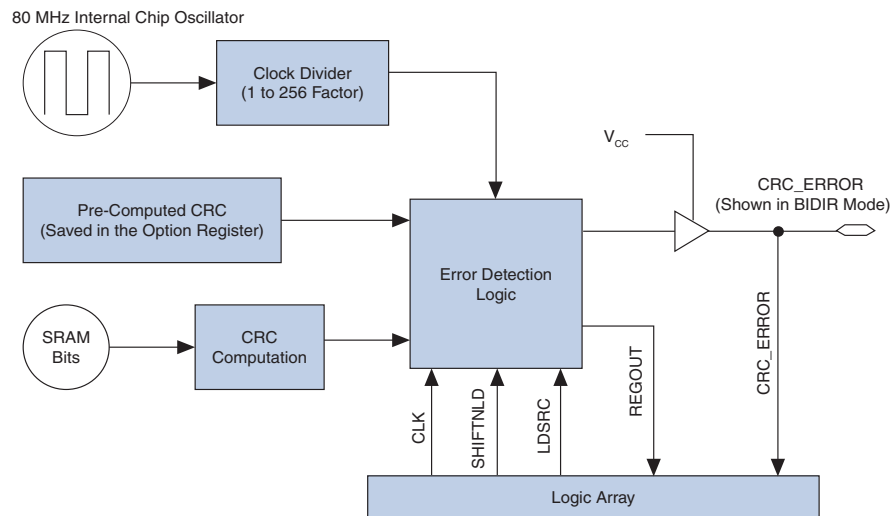 80 MHz Internal Chip Oscillator
Clock Divider
(1 to 256 Factor)
VCC
CRC_ERROR
(Shown in BIDIR Mode)
Pre-Computed CRC
(Saved in the Option Register)
Error Detection
Logic
SRAM
Bits
CRC
Computation
CLK
SHIFTNLD
LDSRC
REGOUT
CRC_ERROR
Logic Array